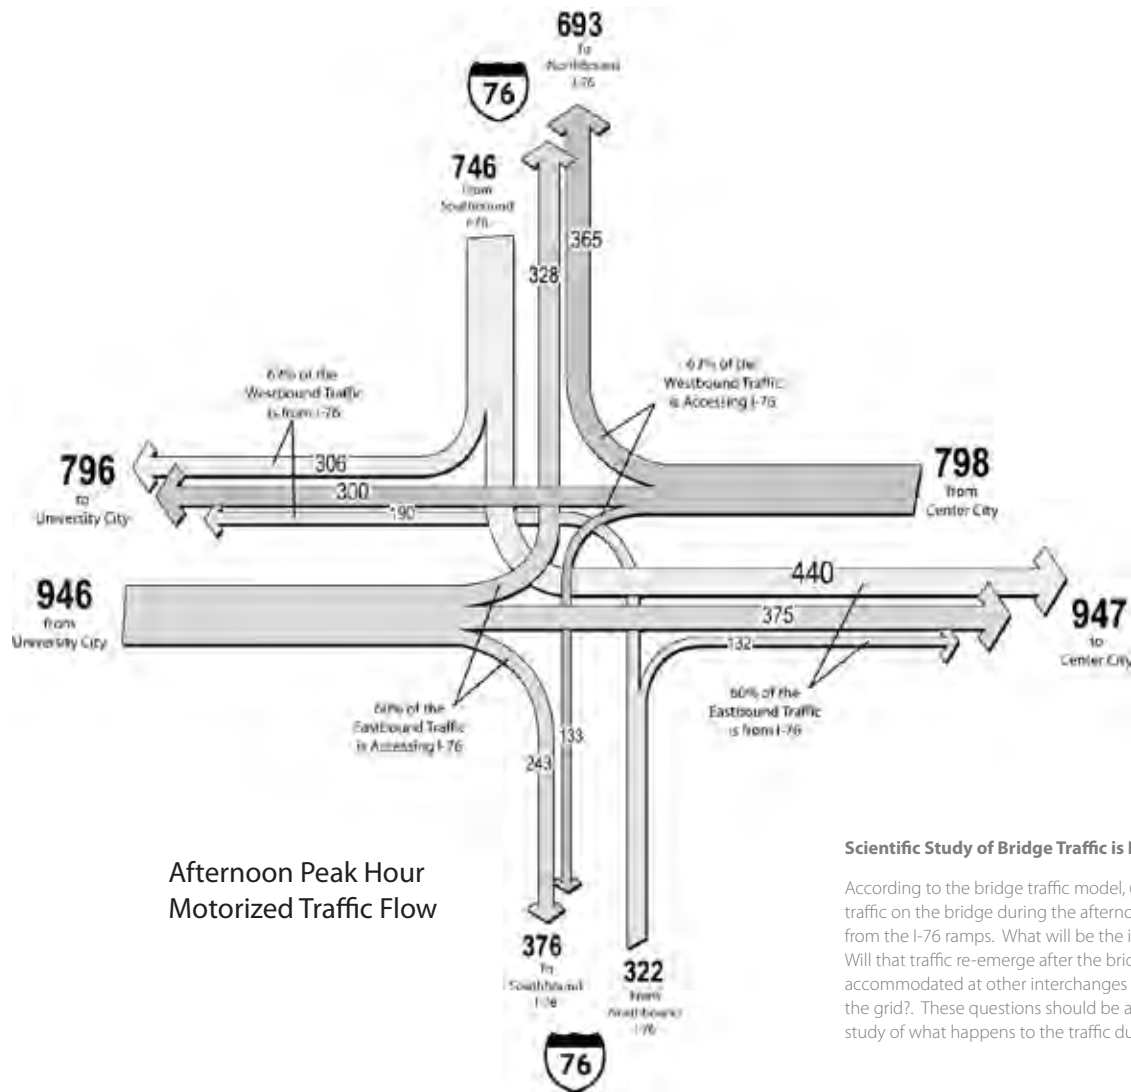 693
To
Northbound
I-76
76
746
from
Southbound
I-76
365
328
67% of the
Westbound Traffic
is from I-76
67% of the
Westbound Traffic
is Accessing I-76
796
to
University City
306
300
190
798
from
Center City
946
from
University City
440
375
132
947
to
Center City
60% of the
Eastbound Traffic
is Accessing I-76
60% of the
Eastbound Traffic
is from I-76
133
243
Afternoon Peak Hour
Motorized Traffic Flow
376
To
Southbound
I-76
322
from
Northbound
I-76
76
Scientific Study of Bridge Traffic is
According to the bridge traffic model,
traffic on the bridge during the afterno
from the I-76 ramps. What will be the i
Will that traffic re-emerge after the brid
accommodated at other interchanges
the grid?. These questions should be a
study of what happens to the traffic du